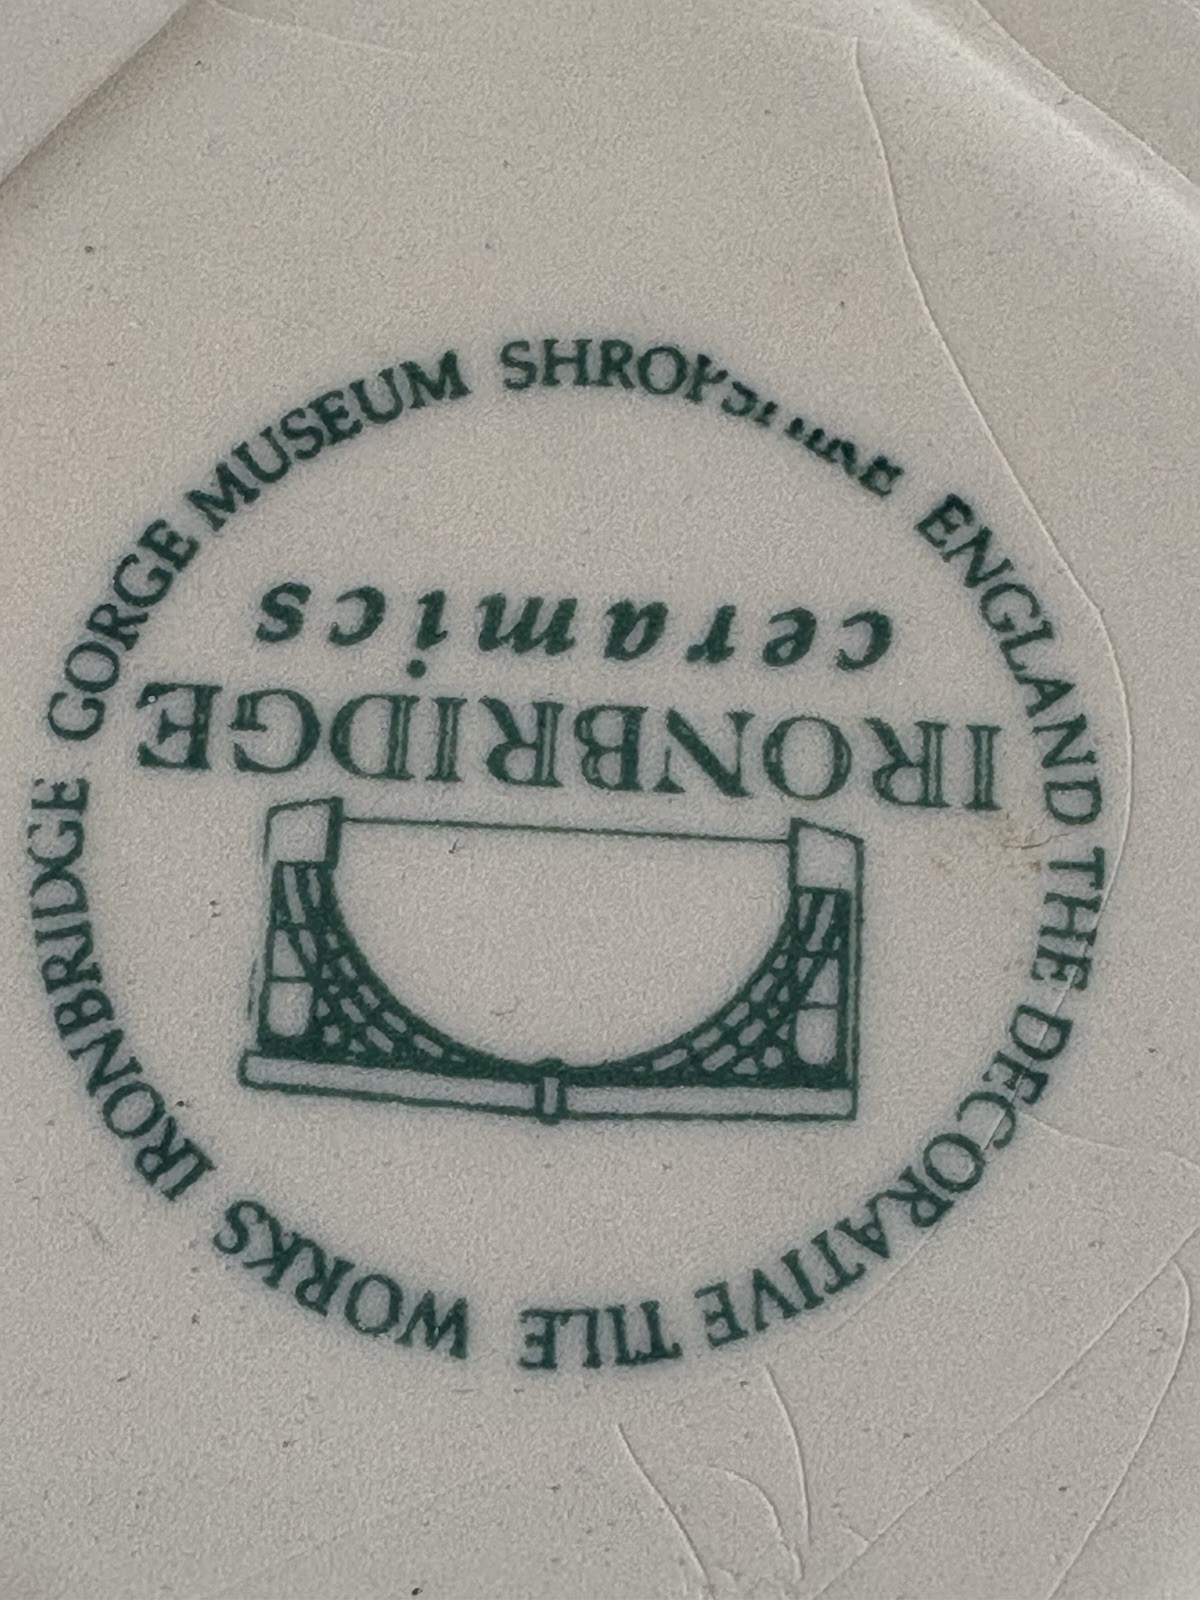 THE DECORATIVE TILE WORKS IRONBRIDGE GORGE MUSEUM SHROPSHIRE ENGLAND
IRONBRIDGE
ceramics